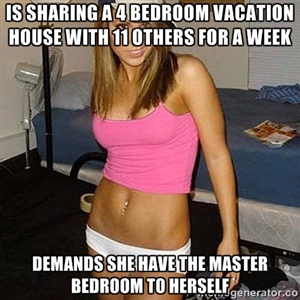 IS SHARING A 4 BEDROOM VACATION
HOUSE WITH 11 OTHERS FOR A WEEK
DEMANDS SHE HAVE THE MASTER
BEDROOM TO HERSELF
generator.co